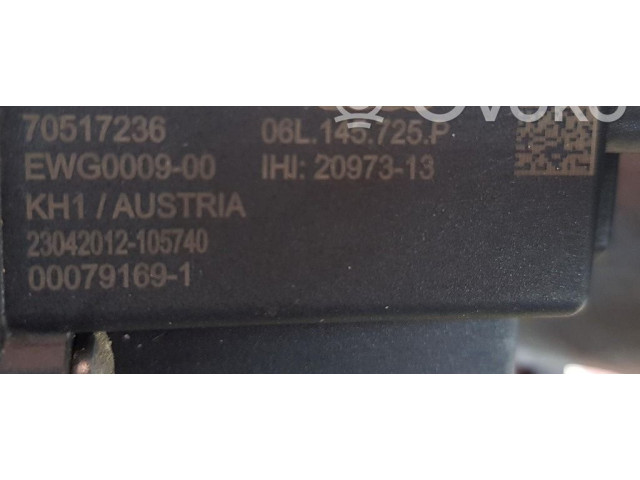 70517236 06L.145.725.P
EWG0009-00 IHI: 20973-13
KH1 / AUSTRIA
23042012-105740
00079169-1